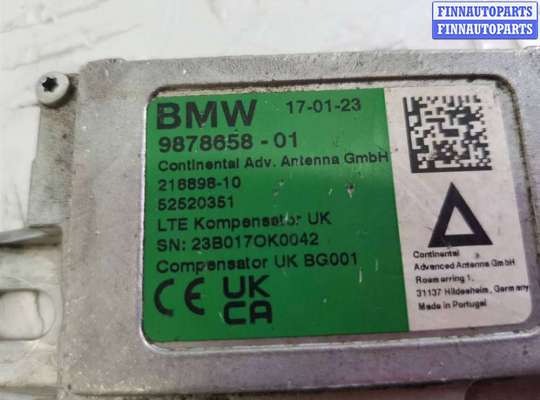 FINNAUTOPARTS
FINNAUTOPARTS
BMW 17-01-23
9878658-01
Continental Adv. Antenna GmbH
218898-10
52520351
LTE Kompensator UK
SN: 23B017OK0042
Compensator UK BG001
CE UK
CA
Continental
Advanced Antenna GmbH
Roemerring 1,
31137 Hildesheim, Germany
Made in Portugal